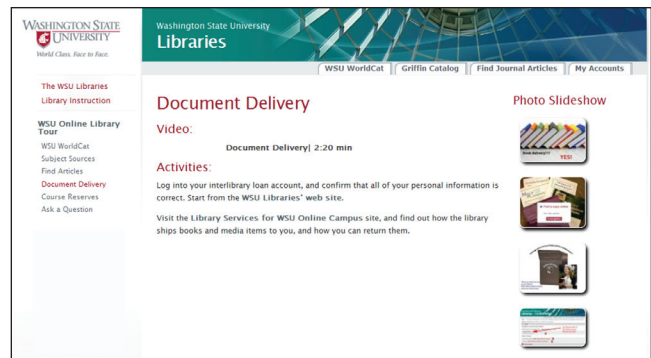 WASHINGTON STATE
UNIVERSITY
World Class. Face to Face.
Washington State University
Libraries
WSU WorldCat
Griffin Catalog
Find Journal Articles
My Accounts
The WSU Libraries
Library Instruction
WSU Online Library
Tour
WSU WorldCat
Subject Sources
Find Articles
Document Delivery
Course Reserves
Ask a Question
Document Delivery
Video:
Document Delivery| 2:20 min
Activities:
Log into your interlibrary loan account, and confirm that all of your personal information is
correct. Start from the WSU Libraries' web site.
Visit the Library Services for WSU Online Campus site, and find out how the library
ships books and media items to you, and how you can return them.
Photo Slideshow
YES!